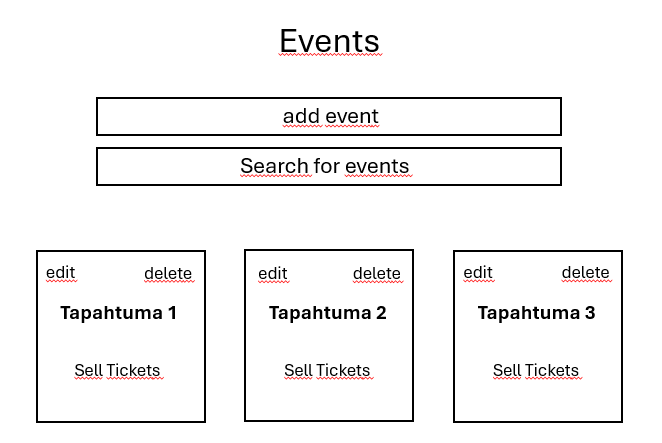 Events
add event
Search for events
edit delete
Tapahtuma 1
Sell Tickets
edit delete
Tapahtuma 2
Sell Tickets
edit delete
Tapahtuma 3
Sell Tickets